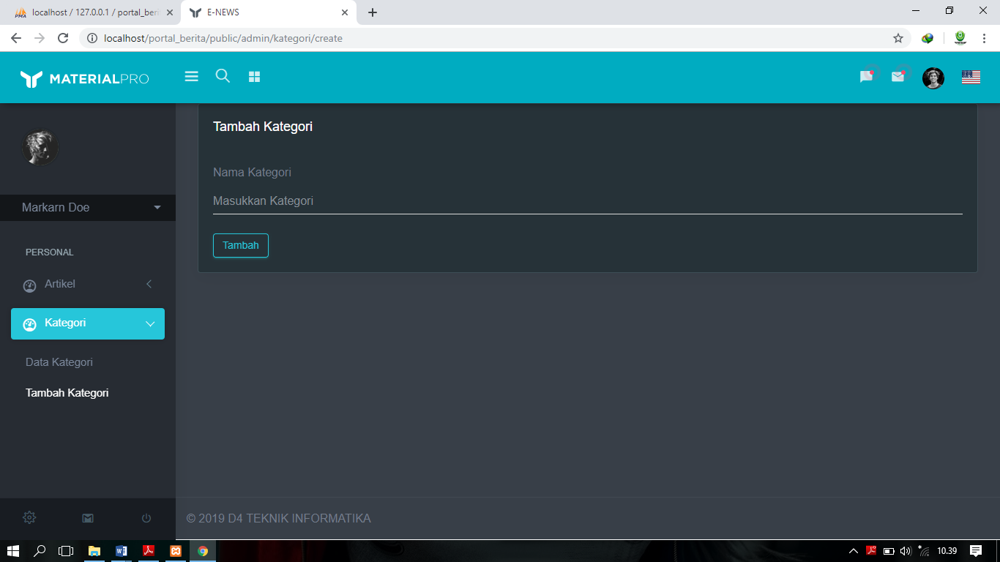 localhost / 127.0.0.1 / portal_beri
E-NEWS
localhost/portal_berita/public/admin/kategori/create
MATERIALPRO
Tambah Kategori
Nama Kategori
Masukkan Kategori
Tambah
Markarn Doe
PERSONAL
Artikel
Kategori
Data Kategori
Tambah Kategori
© 2019 D4 TEKNIK INFORMATIKA
10.39